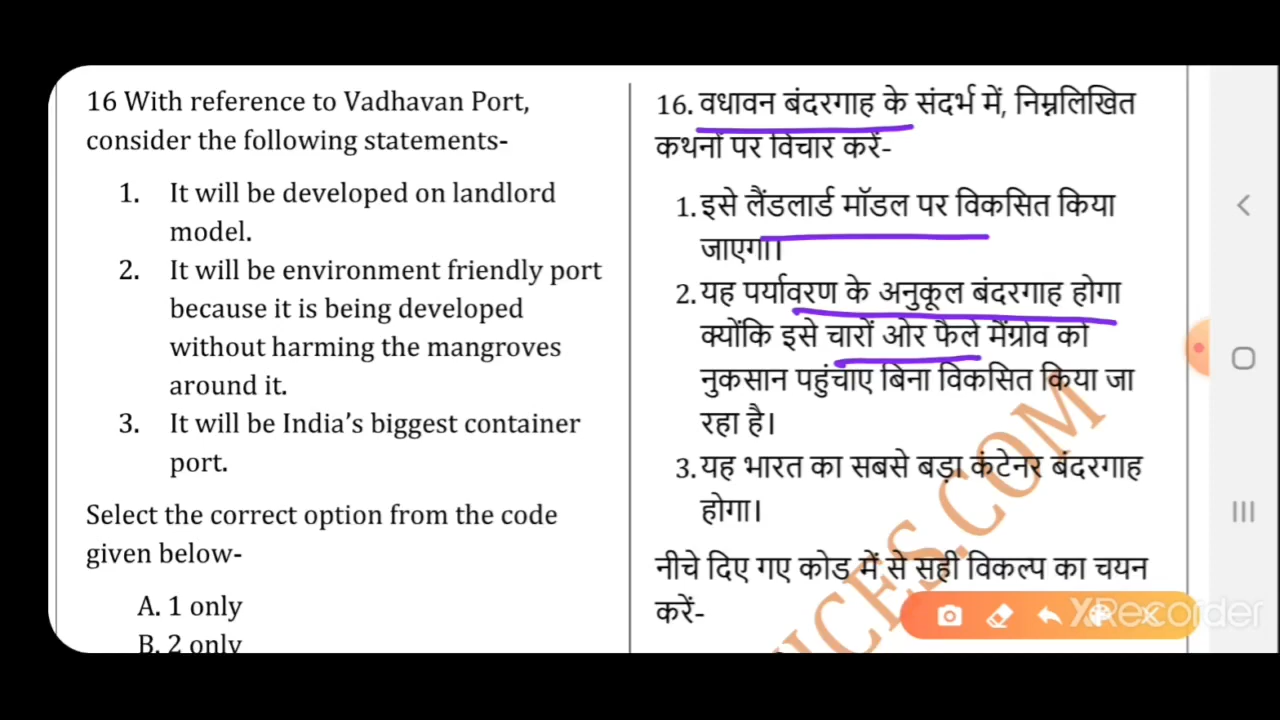 16 With reference to Vadhavan Port,
consider the following statements-
1. It will be developed on landlord
model.
2. It will be environment friendly port
because it is being developed
without harming the mangroves
around it.
3. It will be India's biggest container
port.
Select the correct option from the code
given below-
A. 1 only
B. 2 only
16. वधावन बंदरगाह के संदर्भ में, निम्नलिखित
कथनों पर विचार करें-
1. इसे लैंडलार्ड मॉडल पर विकसित किया
जाएगा।
2. यह पर्यावरण के अनुकूल बंदरगाह होगा
क्योंकि इसे चारों ओर फैले मैंग्रोव को
नुकसान पहुंचाए बिना विकसित किया जा
रहा है।
3. यह भारत का सबसे बड़ा कंटेनर बंदरगाह
होगा।
नीचे दिए गए कोड में से सही विकल्प का चयन
करें-
XRecorder